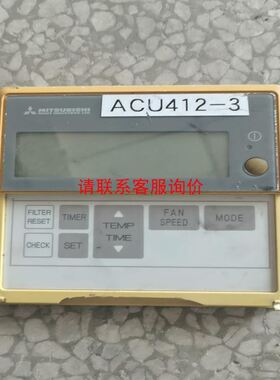 MITSUBISHI
ACU412-3
请联系客服询价
FILTER RESET
TIMER
TEMP
TIME
FAN SPEED
MODE
CHECK
SET